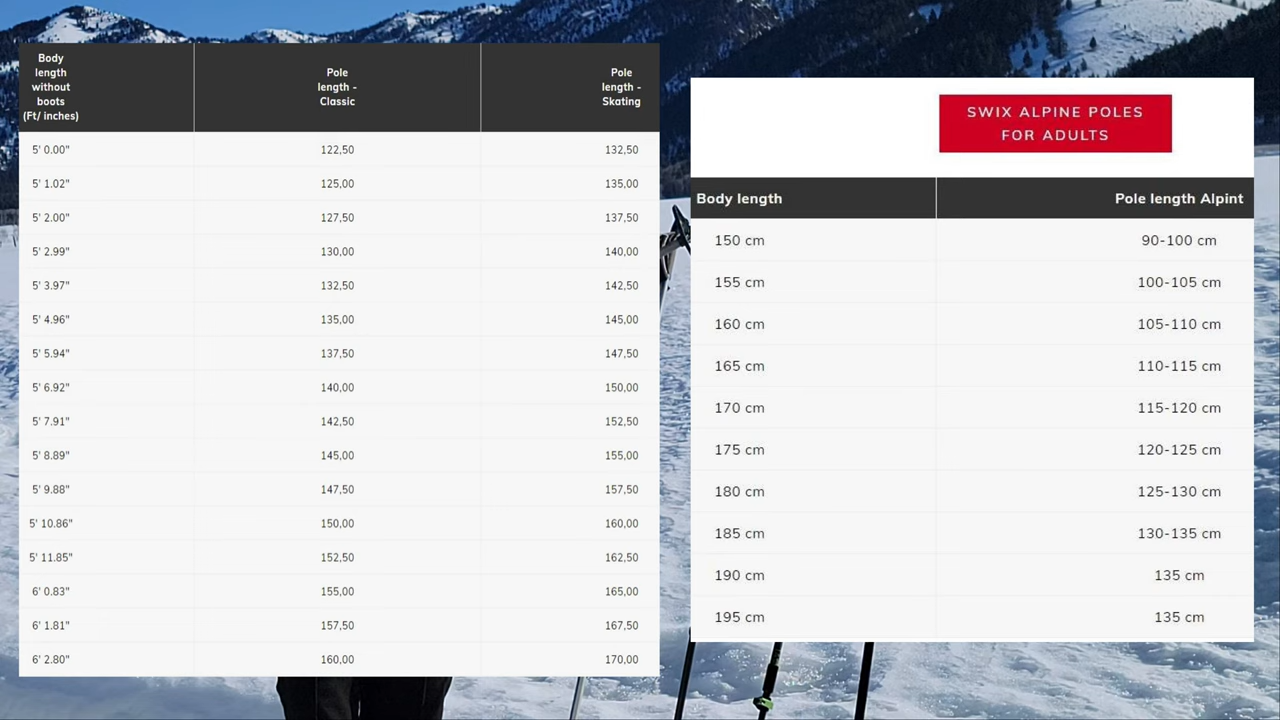 Body
length
without
boots
(Ft/ inches)
Pole
length -
Classic
Pole
length -
Skating
5' 0.00" 122,50 132,50
5' 1.02" 125,00 135,00
5' 2.00" 127,50 137,50
5' 2.99" 130,00 140,00
5' 3.97" 132,50 142,50
5' 4.96" 135,00 145,00
5' 5.94" 137,50 147,50
5' 6.92" 140,00 150,00
5' 7.91" 142,50 152,50
5' 8.89" 145,00 155,00
5' 9.88" 147,50 157,50
5' 10.86" 150,00 160,00
5' 11.85" 152,50 162,50
6' 0.83" 155,00 165,00
6' 1.81" 157,50 167,50
6' 2.80" 160,00 170,00
SWIX ALPINE POLES
FOR ADULTS
Body length Pole length Alpint
150 cm 90-100 cm
155 cm 100-105 cm
160 cm 105-110 cm
165 cm 110-115 cm
170 cm 115-120 cm
175 cm 120-125 cm
180 cm 125-130 cm
185 cm 130-135 cm
190 cm 135 cm
195 cm 135 cm